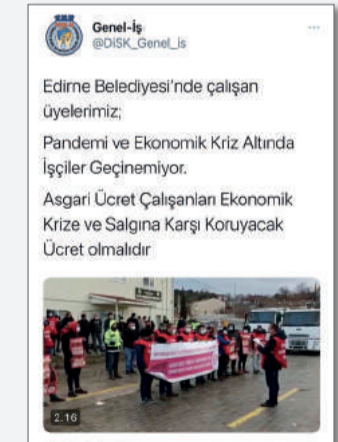 Genel-İş
@DiSK_Genel_is
Edirne Belediyesi'nde çalışan
üyelerimiz;
Pandemi ve Ekonomik Kriz Altında
İşçiler Geçinemiyor.
Asgari Ücret Çalışanları Ekonomik
Krize ve Salgına Karşı Koruyacak
Ücret olmalıdır
2.16